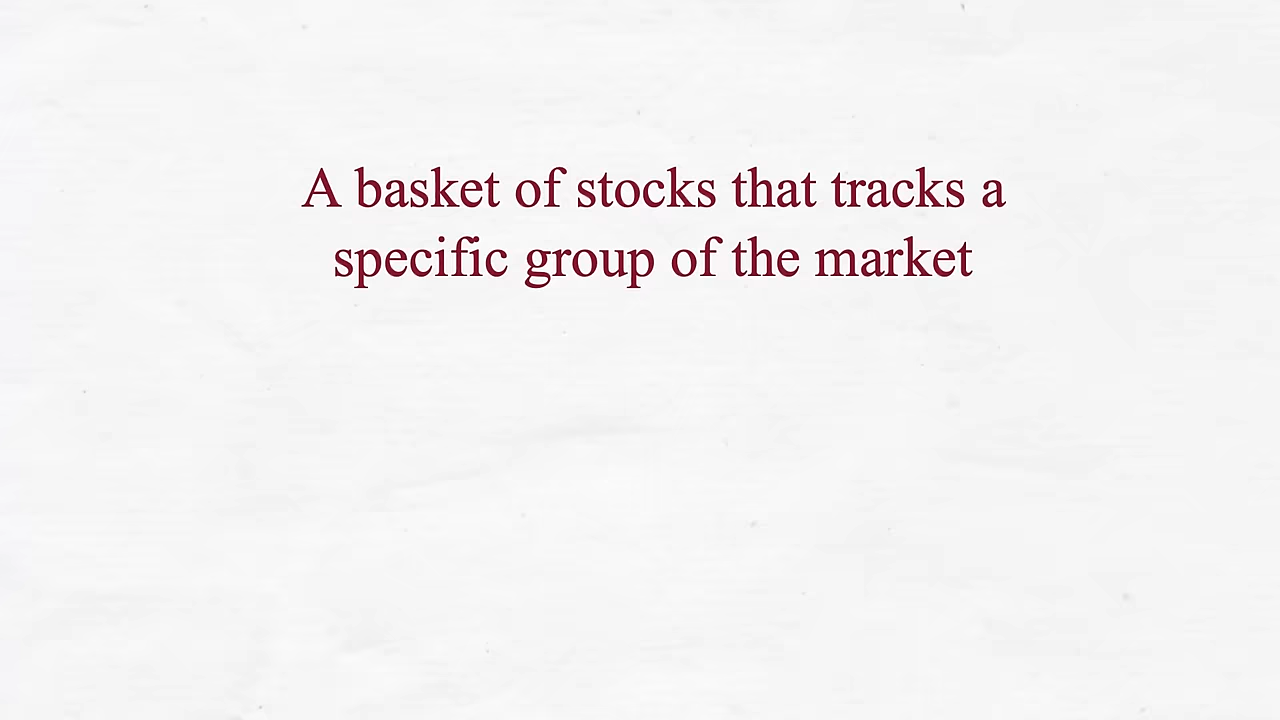 A basket of stocks that tracks a
specific group of the market